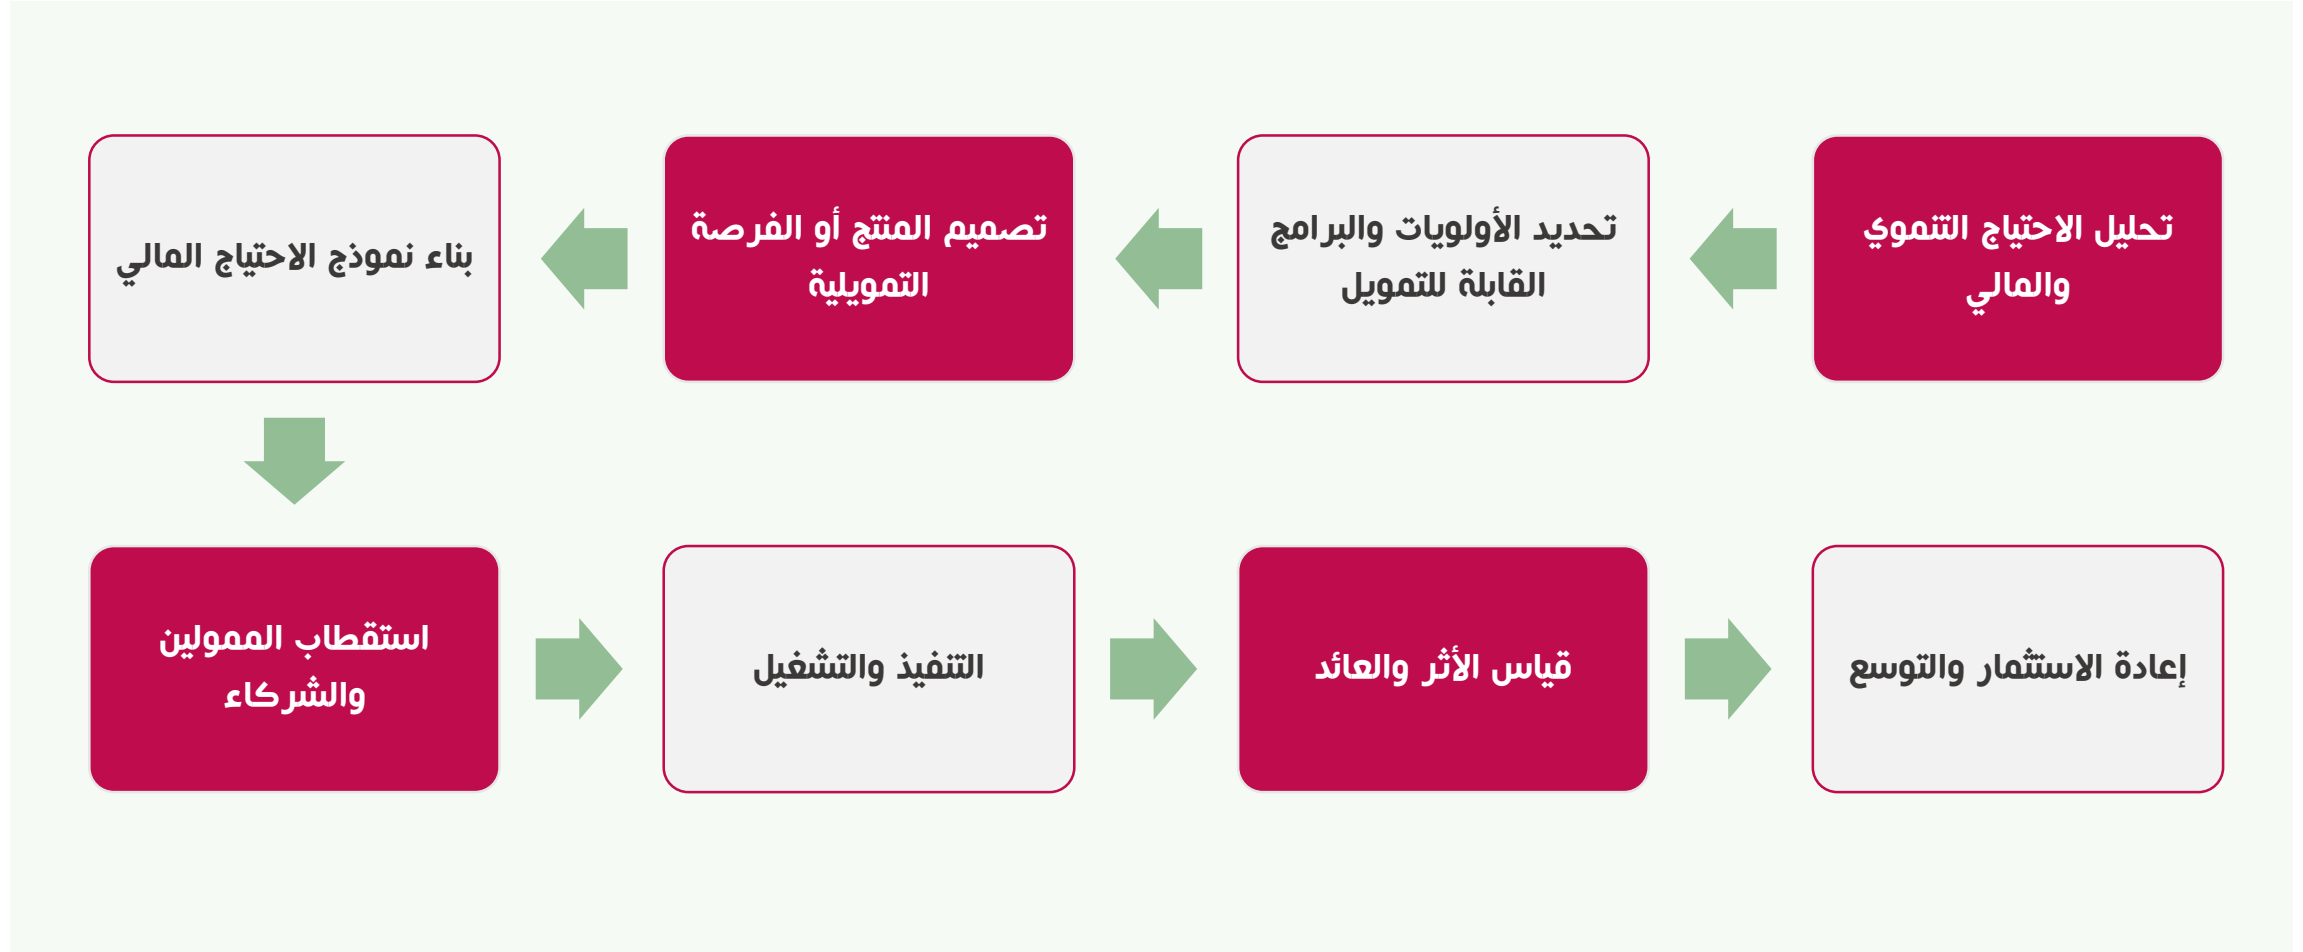 تحليل الاحتياج التنموي
والمالي
تحديد الأولويات والبرامج
القابلة للتمويل
تصميم المنتج أو الفرصة
التمويلية
بناء نموذج الاحتياج المالي
استقطاب الممولين
والشركاء
التنفيذ والتشغيل
قياس الأثر والعائد
إعادة الاستثمار والتوسع